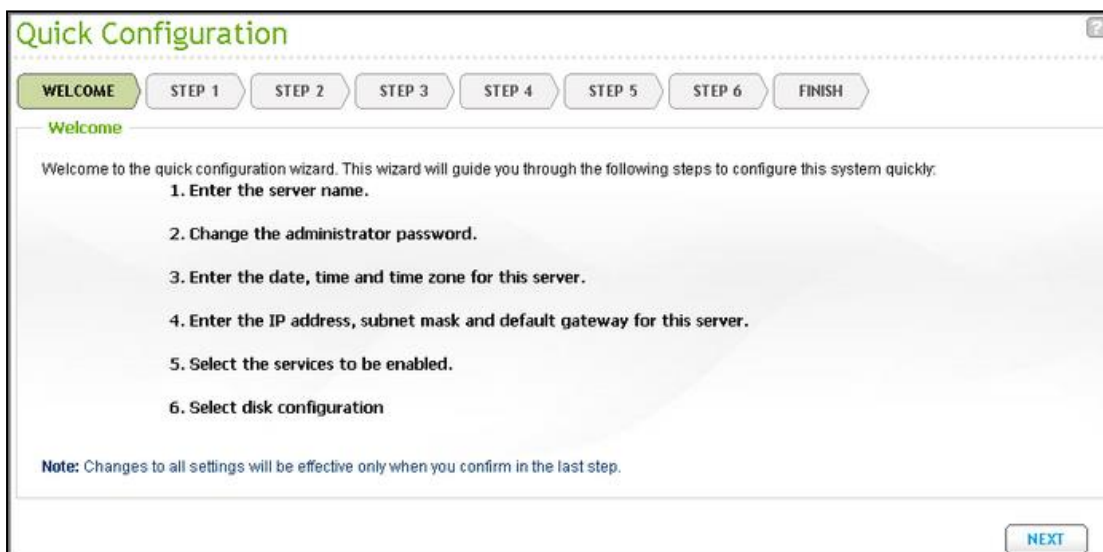 Quick Configuration
?
WELCOME STEP 1 STEP 2 STEP 3 STEP 4 STEP 5 STEP 6 FINISH
Welcome
Welcome to the quick configuration wizard. This wizard will guide you through the following steps to configure this system quickly:
1. Enter the server name.
2. Change the administrator password.
3. Enter the date, time and time zone for this server.
4. Enter the IP address, subnet mask and default gateway for this server.
5. Select the services to be enabled.
6. Select disk configuration
Note: Changes to all settings will be effective only when you confirm in the last step.
NEXT